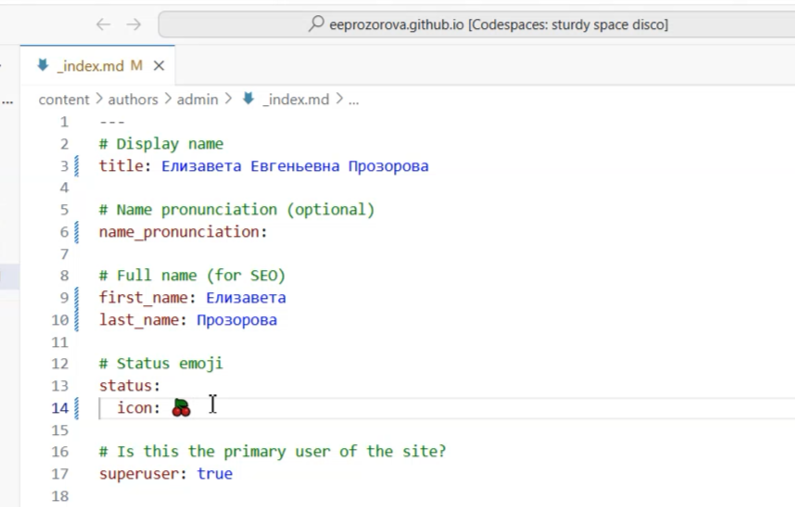 eeprozorova.github.io [Codespaces: sturdy space disco]
_index.md M
content > authors > admin > _index.md > ...
1 ---
2 # Display name
3 title: Елизавета Евгеньевна Прозорова
4
5 # Name pronunciation (optional)
6 name_pronunciation:
7
8 # Full name (for SEO)
9 first_name: Елизавета
10 last_name: Прозорова
11
12 # Status emoji
13 status:
14 icon: 🍒
15
16 # Is this the primary user of the site?
17 superuser: true
18